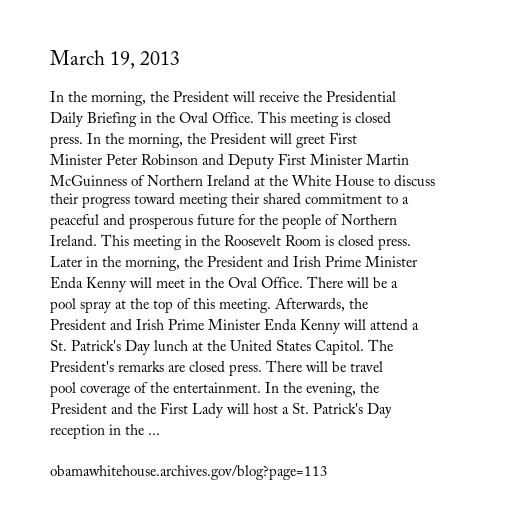 March 19, 2013
In the morning, the President will receive the Presidential
Daily Briefing in the Oval Office. This meeting is closed
press. In the morning, the President will greet First
Minister Peter Robinson and Deputy First Minister Martin
McGuinness of Northern Ireland at the White House to discuss
their progress toward meeting their shared commitment to a
peaceful and prosperous future for the people of Northern
Ireland. This meeting in the Roosevelt Room is closed press.
Later in the morning, the President and Irish Prime Minister
Enda Kenny will meet in the Oval Office. There will be a
pool spray at the top of this meeting. Afterwards, the
President and Irish Prime Minister Enda Kenny will attend a
St. Patrick's Day lunch at the United States Capitol. The
President's remarks are closed press. There will be travel
pool coverage of the entertainment. In the evening, the
President and the First Lady will host a St. Patrick's Day
reception in the ...
obamawhitehouse.archives.gov/blog?page=113